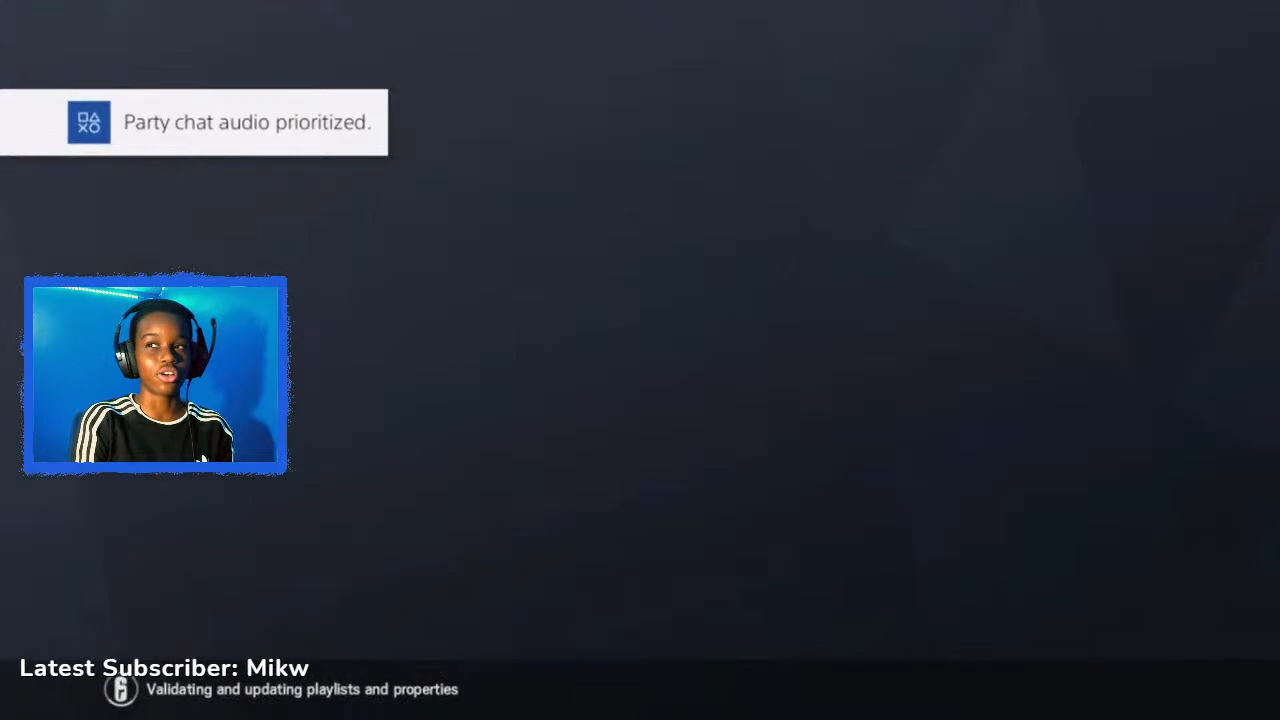 Party chat audio prioritized.
Latest Subscriber: Mikw
Validating and updating playlists and properties